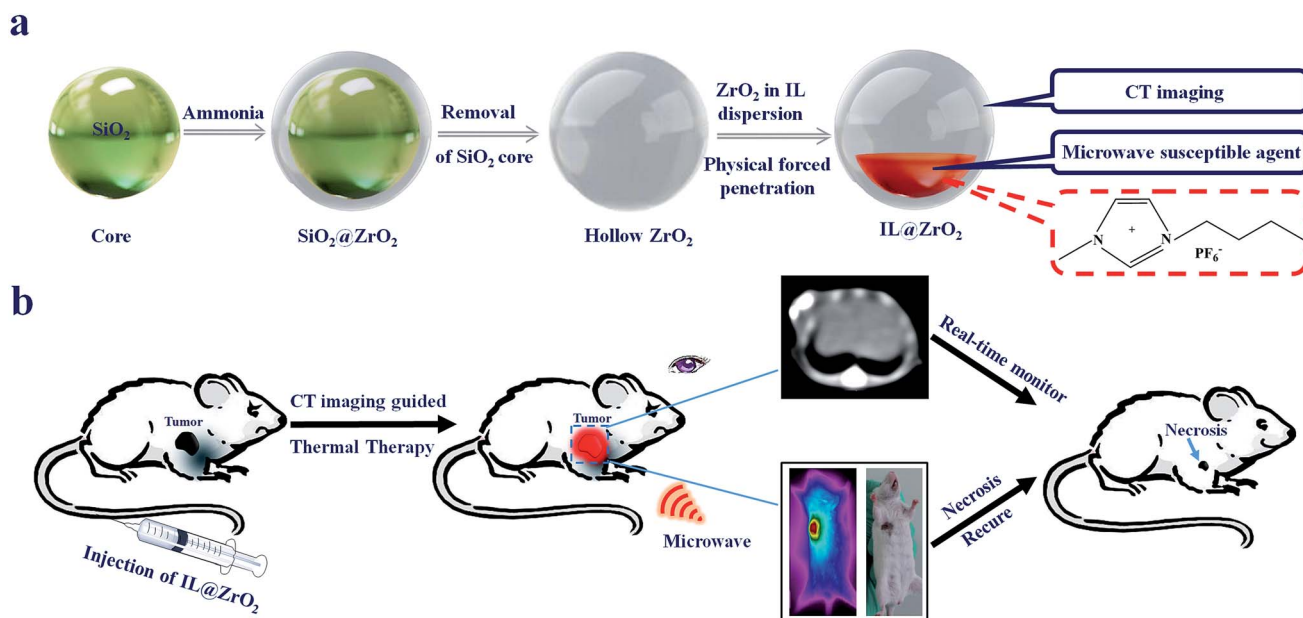 a
SiO₂
Core
Ammonia
SiO₂@ZrO₂
Removal
of SiO₂ core
Hollow ZrO₂
ZrO₂ in IL
dispersion
Physical forced
penetration
IL@ZrO₂
CT imaging
Microwave susceptible agent
N
+
N
PF₆⁻
b
Tumor
Injection of IL@ZrO₂
CT imaging guided
Thermal Therapy
Tumor
Microwave
Real-time monitor
Necrosis
Recure
Necrosis